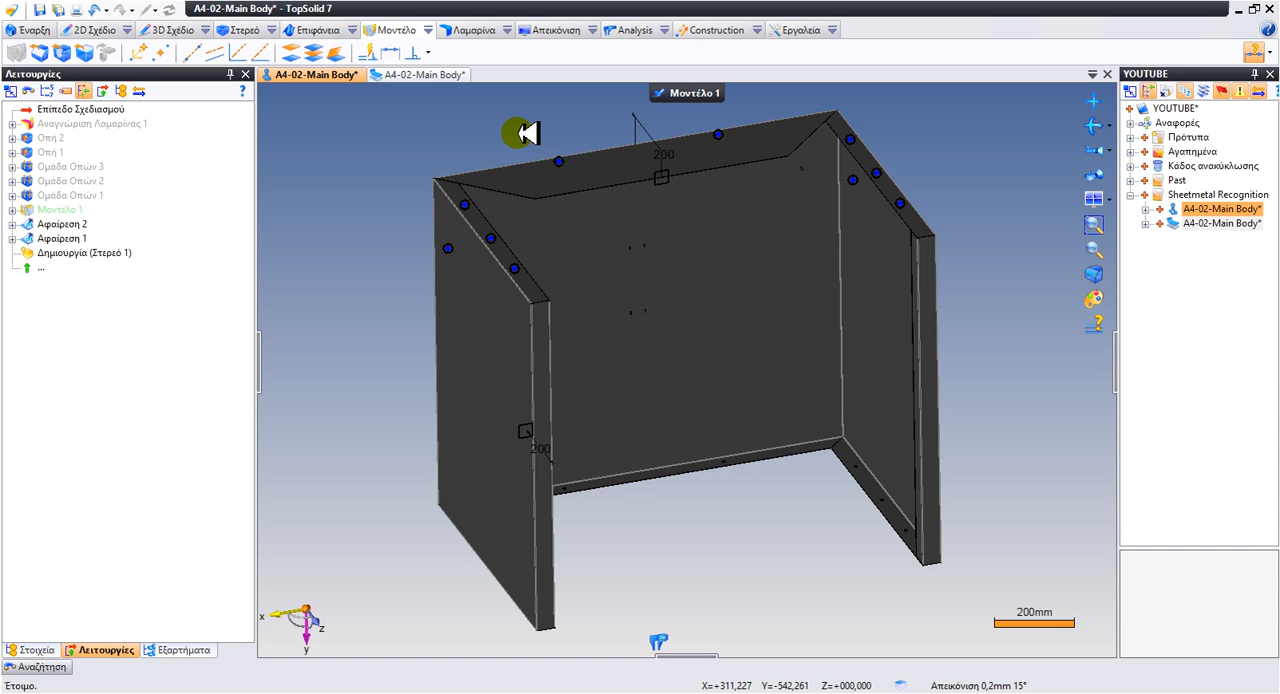 A4-02-Main Body* - TopSolid 7
Έναρξη 2D Σχέδιο 3D Σχέδιο Στερεό Επιφάνεια Μοντέλο Λαμαρίνα Απεικόνιση Analysis Construction Εργαλεία
Λειτουργίες
A4-02-Main Body* A4-02-Main Body*
YOUTUBE
Επίπεδο Σχεδιασμού
Αναγνώριση Λαμαρίνας 1
Οπή 2
Οπή 1
Ομάδα Οπών 3
Ομάδα Οπών 2
Ομάδα Οπών 1
Μοντέλο 1
Αφαίρεση 2
Αφαίρεση 1
Δημιουργία (Στερεό 1)
...
Μοντέλο 1
200
200
x
z
y
200mm
YOUTUBE*
Αναφορές
Πρότυπα
Αγαπημένα
Κάδος ανακύκλωσης
Past
Sheetmetal Recognition
A4-02-Main Body*
A4-02-Main Body*
Στοιχεία Λειτουργίες Εξαρτήματα
Αναζήτηση
Έτοιμο.
X=+311,227 Y=-542,261 Z=+000,000 Απεικόνιση 0,2mm 15°